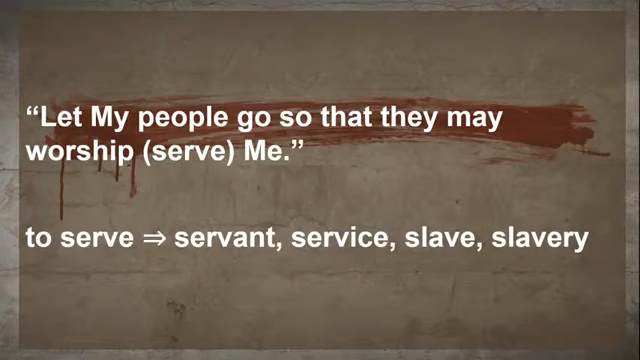 “Let My people go so that they may
worship (serve) Me.”
to serve ⇒ servant, service, slave, slavery